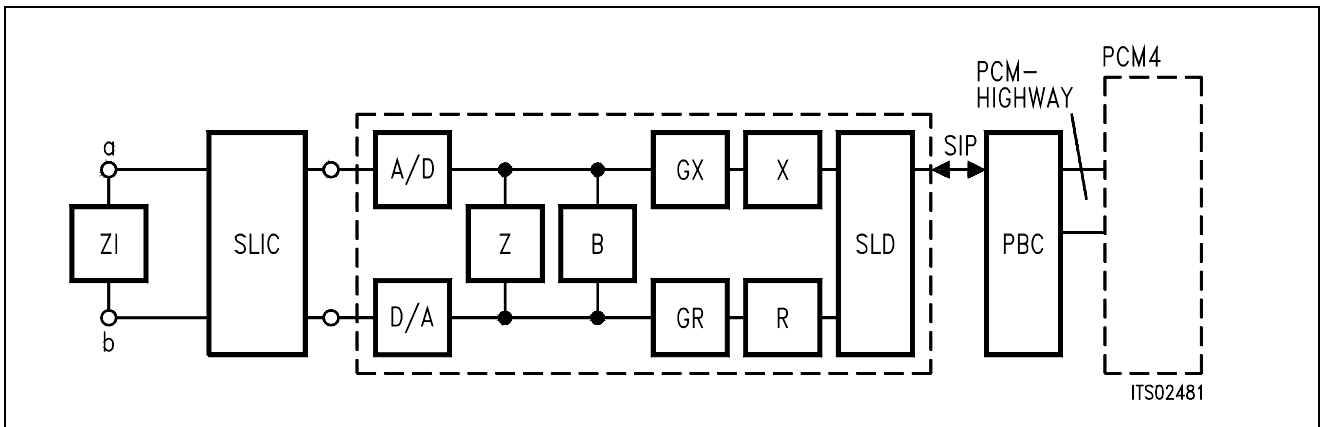 PCM4
PCM-
HIGHWAY
SIP
a
A/D
GX
X
ZI
SLIC
Z
B
SLD
PBC
D/A
GR
R
b
ITS02481